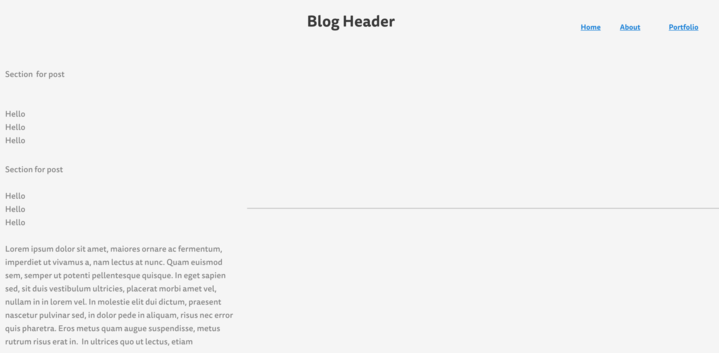 Blog Header
Home About Portfolio
Section for post
Hello
Hello
Hello
Section for post
Hello
Hello
Hello
Lorem ipsum dolor sit amet, maiores ornare ac fermentum,
imperdiet ut vivamus a, nam lectus at nunc. Quam euismod
sem, semper ut potenti pellentesque quisque. In eget sapien
sed, sit duis vestibulum ultricies, placerat morbi amet vel,
nullam in in lorem vel. In molestie elit dui dictum, praesent
nascetur pulvinar sed, in dolor pede in aliquam, risus nec error
quis pharetra. Eros metus quam augue suspendisse, metus
rutrum risus erat in. In ultrices quo ut lectus, etiam